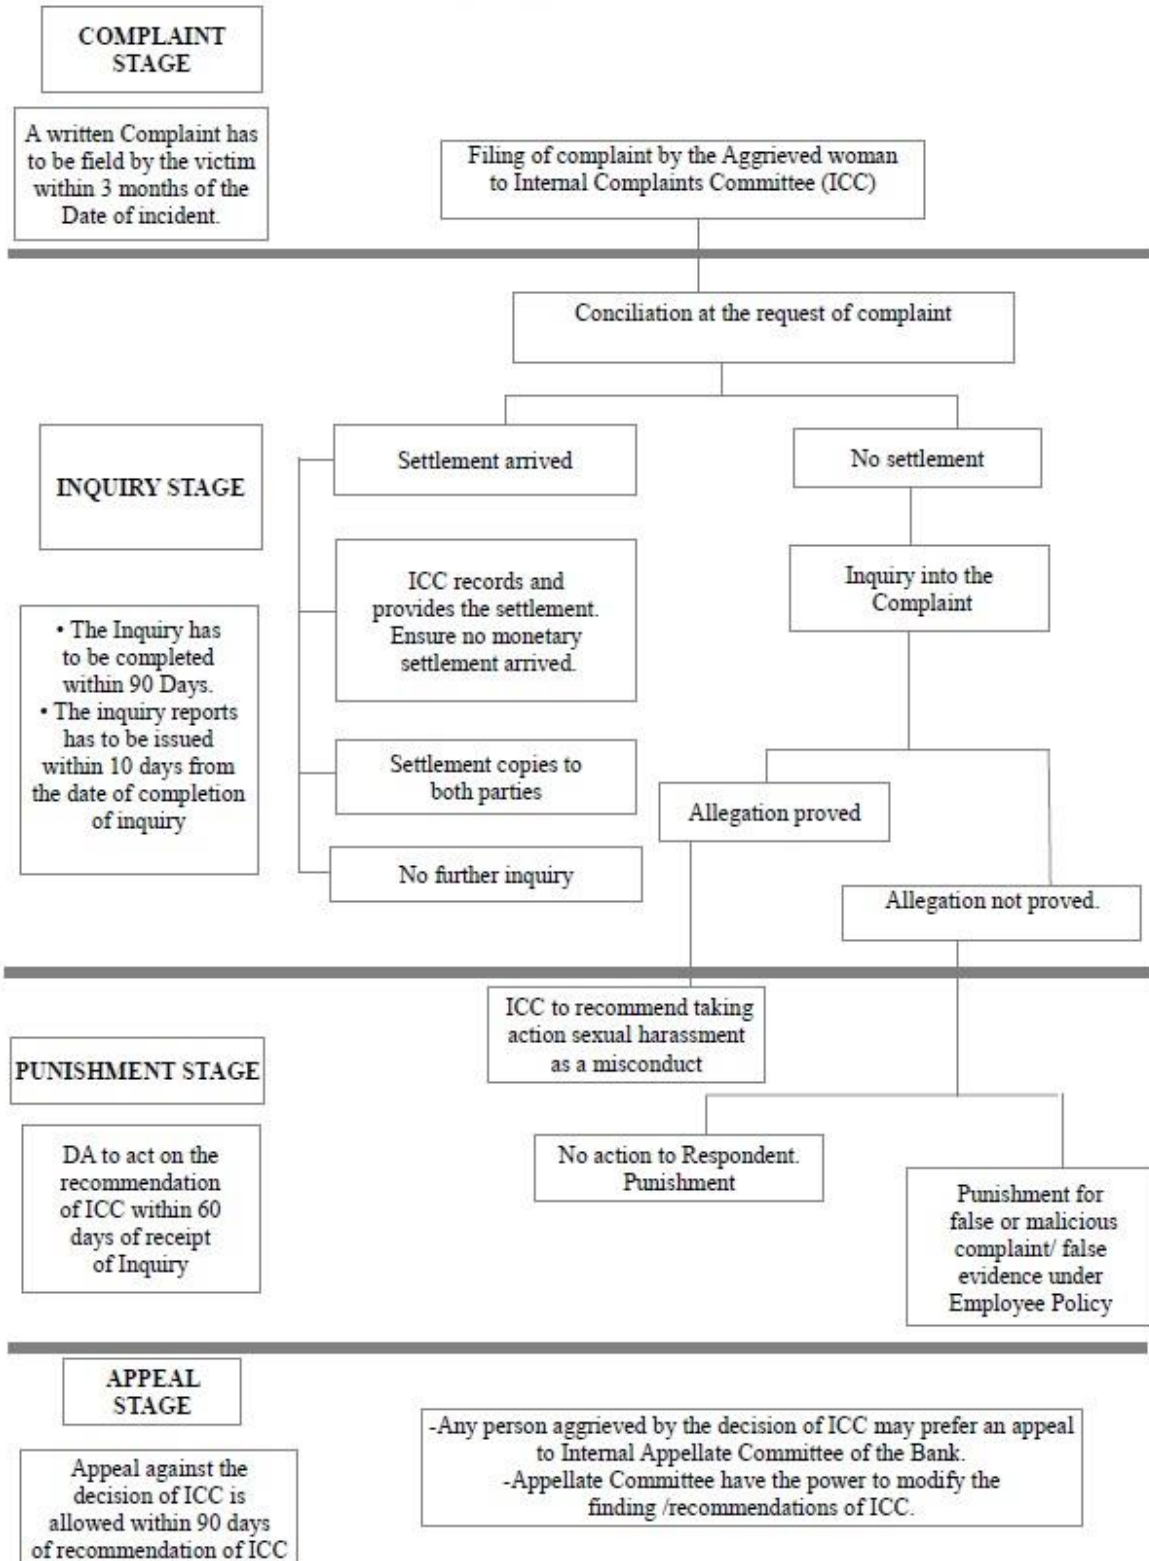 COMPLAINT
STAGE
A written Complaint has
to be field by the victim
within 3 months of the
Date of incident.
Filing of complaint by the Aggrieved woman
to Internal Complaints Committee (ICC)
Conciliation at the request of complaint
INQUIRY STAGE
• The Inquiry has
to be completed
within 90 Days.
• The inquiry reports
has to be issued
within 10 days from
the date of completion
of inquiry
Settlement arrived
ICC records and
provides the settlement.
Ensure no monetary
settlement arrived.
Settlement copies to
both parties
No further inquiry
No settlement
Inquiry into the
Complaint
Allegation proved
Allegation not proved.
PUNISHMENT STAGE
DA to act on the
recommendation
of ICC within 60
days of receipt
of Inquiry
ICC to recommend taking
action sexual harassment
as a misconduct
No action to Respondent.
Punishment
Punishment for
false or malicious
complaint/ false
evidence under
Employee Policy
APPEAL
STAGE
Appeal against the
decision of ICC is
allowed within 90 days
of recommendation of ICC
-Any person aggrieved by the decision of ICC may prefer an appeal
to Internal Appellate Committee of the Bank.
-Appellate Committee have the power to modify the
finding /recommendations of ICC.